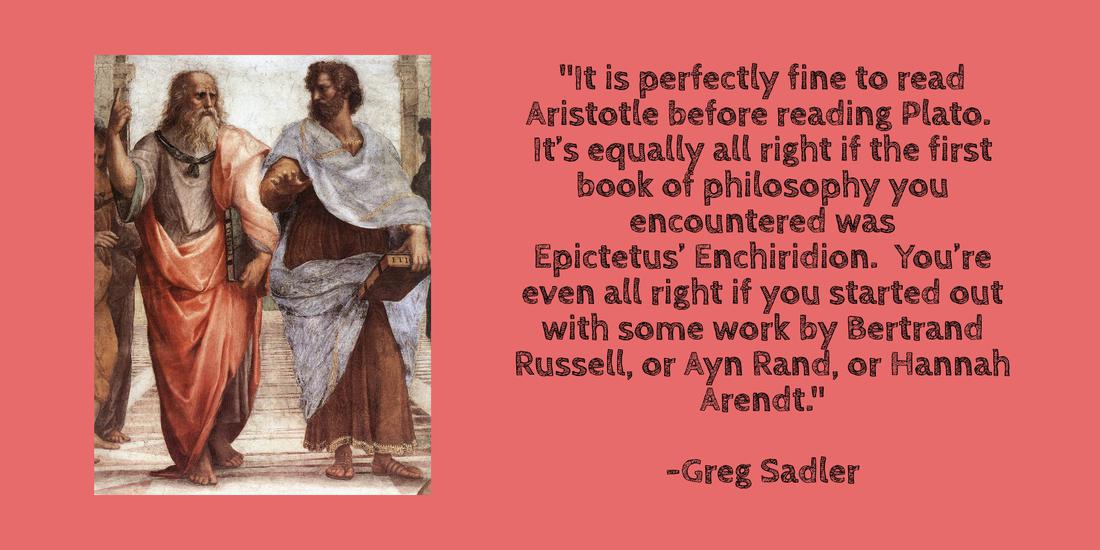 "It is perfectly fine to read
Aristotle before reading Plato.
It's equally all right if the first
book of philosophy you
encountered was
Epictetus' Enchiridion.  You're
even all right if you started out
with some work by Bertrand
Russell, or Ayn Rand, or Hannah
Arendt."
-Greg Sadler